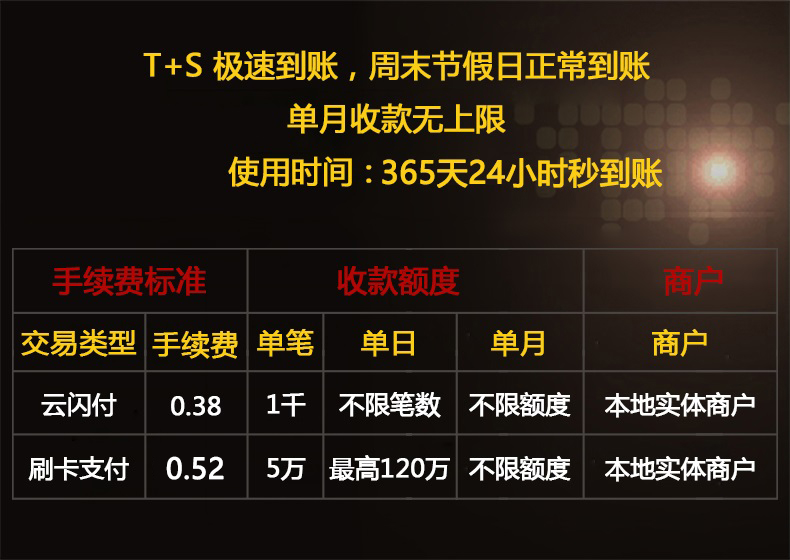 T+S 极速到账，周末节假日正常到账
单月收款无上限
使用时间：365天24小时秒到账
手续费标准 收款额度 商户
交易类型 手续费 单笔 单日 单月 商户
云闪付 0.38 1千 不限笔数 不限额度 本地实体商户
刷卡支付 0.52 5万 最高120万 不限额度 本地实体商户